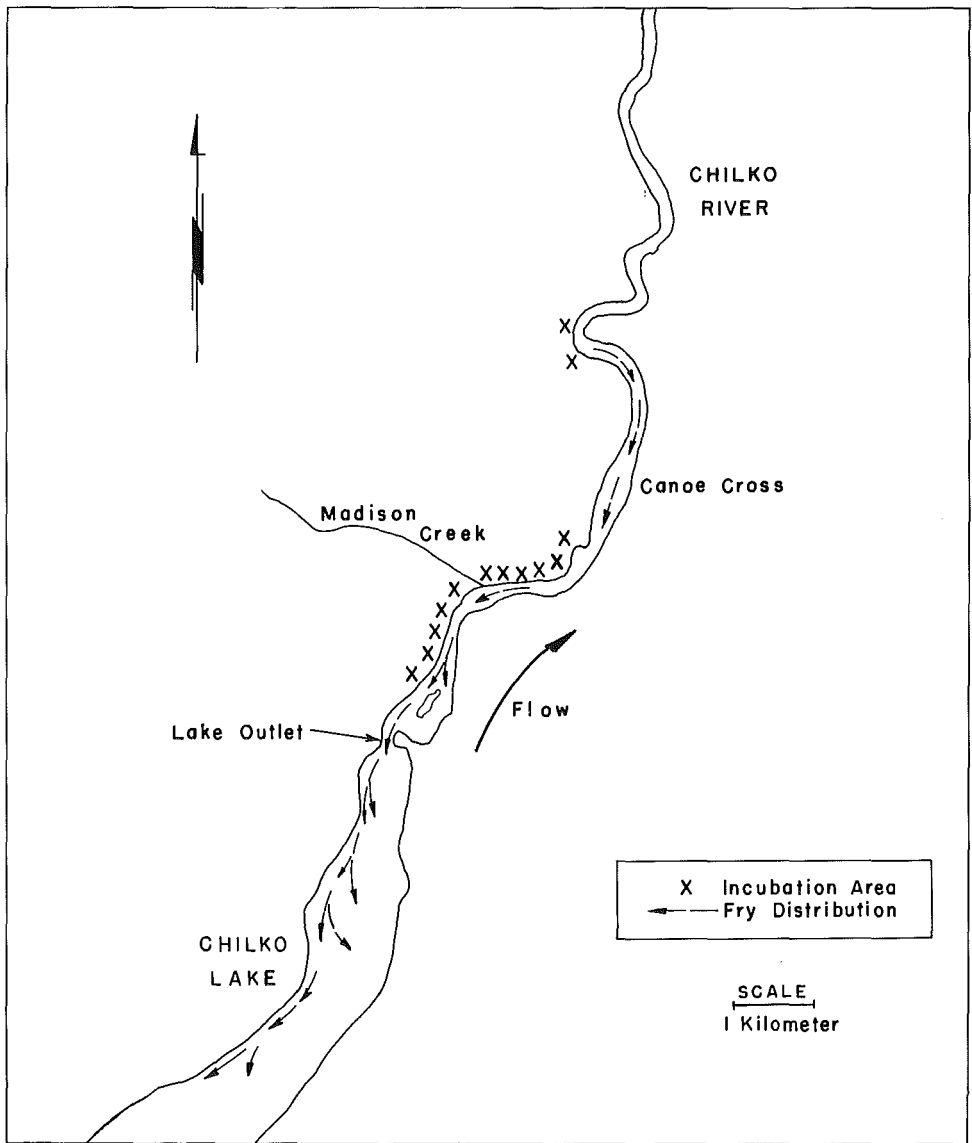 CHILKO
RIVER
Canoe Cross
Madison
Creek
X
X
X
X
X
X
X
X
X
X
X
X
X
Flow
Lake Outlet
X Incubation Area
Fry Distribution
CHILKO
LAKE
SCALE
1 Kilometer